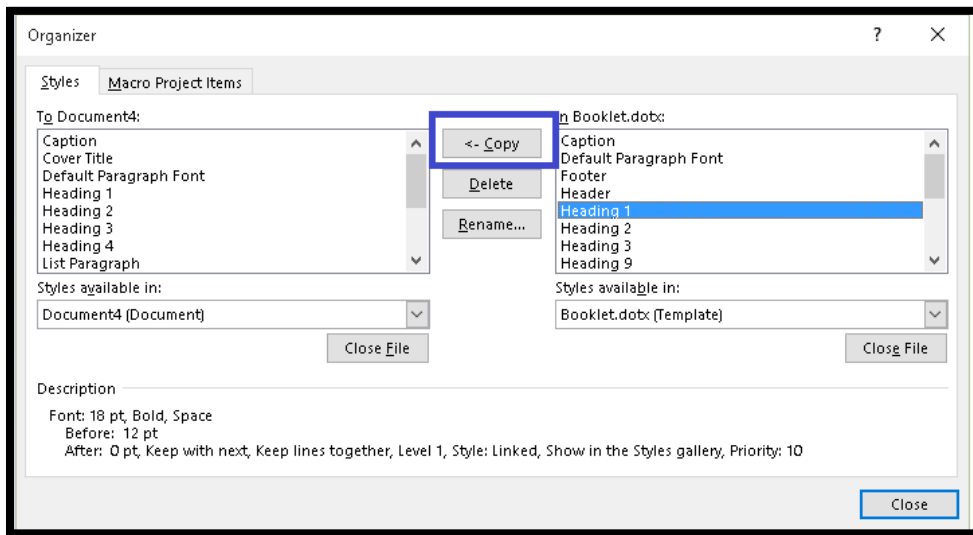 Organizer ?
Styles Macro Project Items
To Document4:
Caption
Cover Title
Default Paragraph Font
Heading 1
Heading 2
Heading 3
Heading 4
List Paragraph
Styles available in:
Document4 (Document)
Close File
<- Copy
Delete
Rename...
n Booklet.dotx:
Caption
Default Paragraph Font
Footer
Header
Heading 1
Heading 2
Heading 3
Heading 9
Styles available in:
Booklet.dotx (Template)
Close File
Description
Font: 18 pt, Bold, Space
Before: 12 pt
After: 0 pt, Keep with next, Keep lines together, Level 1, Style: Linked, Show in the Styles gallery, Priority: 10
Close